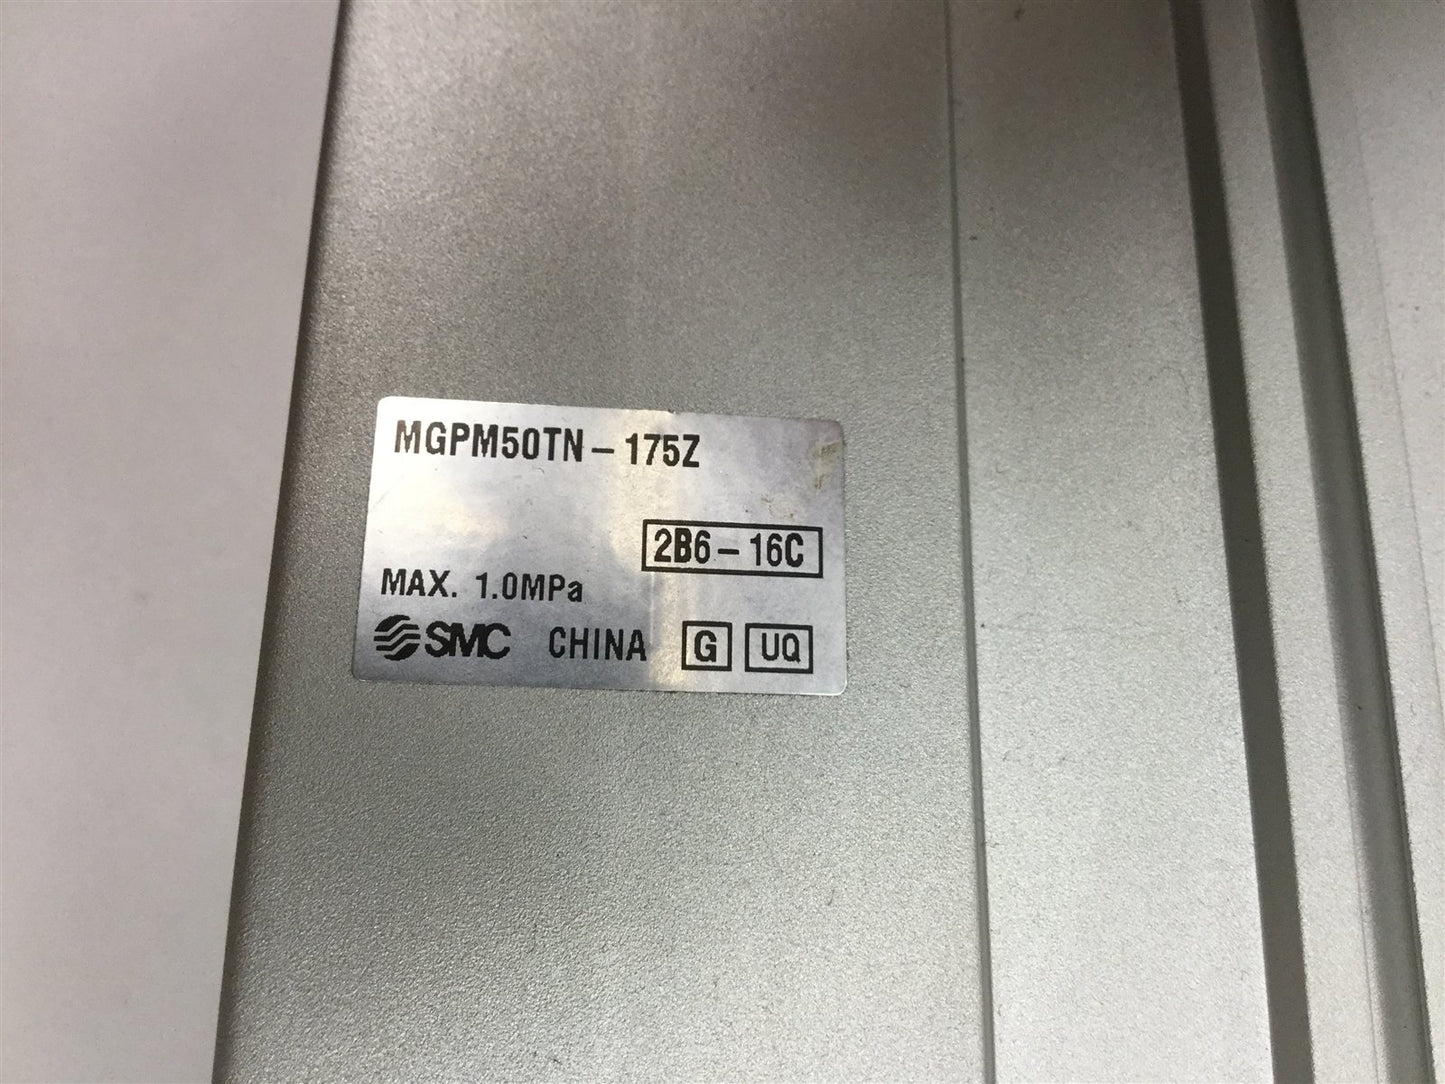 MGPM50TN-175Z
2B6-16C
MAX. 1.0MPa
SMC CHINA G UQ